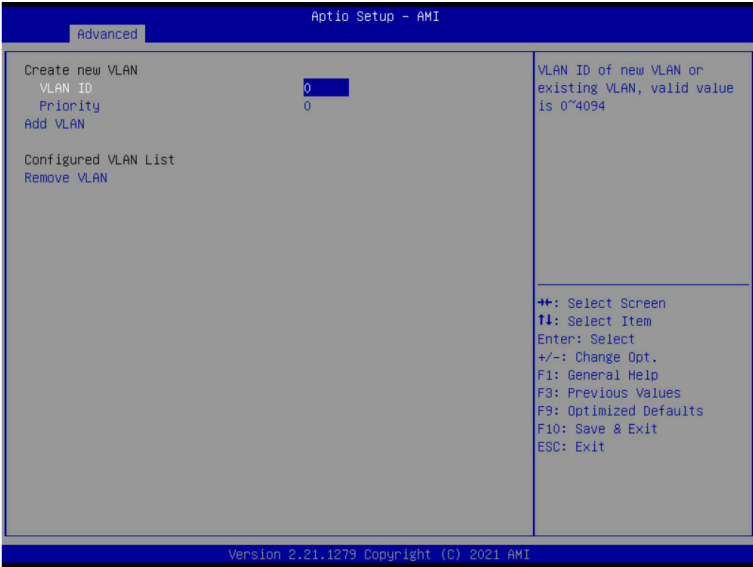 Aptio Setup – AMI
Advanced
Create new VLAN
VLAN ID 0
Priority 0
Add VLAN
Configured VLAN List
Remove VLAN
VLAN ID of new VLAN or
existing VLAN, valid value
is 0~4094
→←: Select Screen
↑↓: Select Item
Enter: Select
+/-: Change Opt.
F1: General Help
F3: Previous Values
F9: Optimized Defaults
F10: Save & Exit
ESC: Exit
Version 2.21.1279 Copyright (C) 2021 AMI